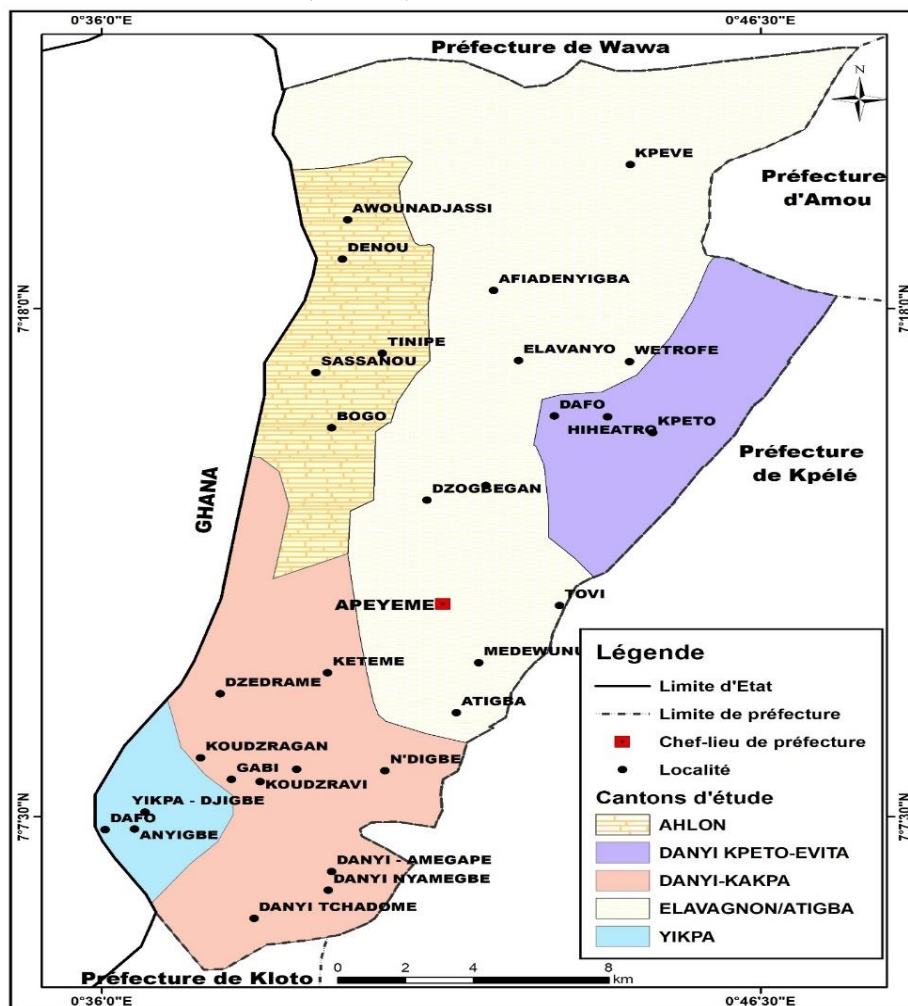 0°36'0"E
0°46'30"E
Préfecture de Wawa
N
KPEVE
Préfecture
d'Amou
AWOUNADJASSI
DENOU
AFIADENYIGBA
7°18'0"N
7°18'0"N
TINIPE
ELAVANYO
WETROFE
SASSANOU
DAFO
BOGO
HIHEATRO
KPETO
Préfecture
de Kpélé
GHANA
DZOGBEGAN
APEYEME
TOVI
MEDEWUNU
KETEME
DZEDRAME
ATIGBA
KOUDZRAGAN
GABI
N'DIGBE
KOUDZRAVI
YIKPA - DJIGBE
DAFO
ANYIGBE
7°7'30"N
7°7'30"N
DANYI - AMEGAPE
DANYI NYAMEGBE
DANYI TCHADOME
Légende
Limite d'Etat
Limite de préfecture
Chef-lieu de préfecture
Localité
Cantons d'étude
AHLON
DANYI KPETO-EVITA
DANYI-KAKPA
ELAVAGNON/ATIGBA
YIKPA
Préfecture de Kloto
0 2 4 8
km
0°36'0"E
0°46'30"E